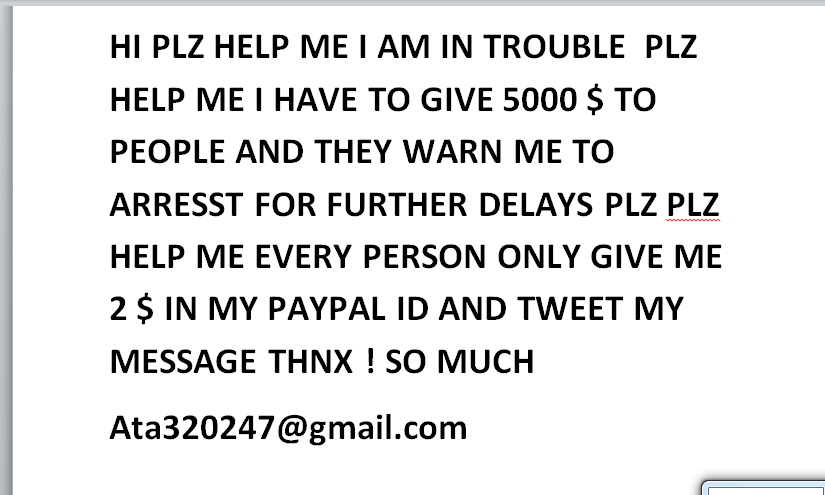 HI PLZ HELP ME I AM IN TROUBLE  PLZ
HELP ME I HAVE TO GIVE 5000 $ TO
PEOPLE AND THEY WARN ME TO
ARRESST FOR FURTHER DELAYS PLZ PLZ
HELP ME EVERY PERSON ONLY GIVE ME
2 $ IN MY PAYPAL ID AND TWEET MY
MESSAGE THNX ! SO MUCH
Ata320247@gmail.com